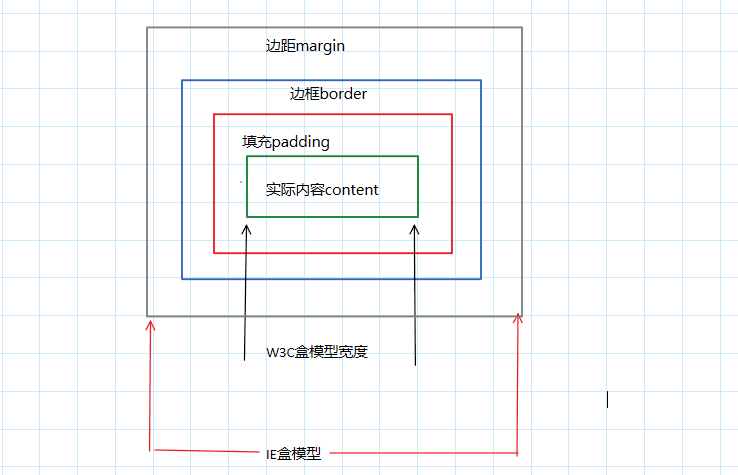 边距margin
边框border
填充padding
实际内容content
W3C盒模型宽度
IE盒模型